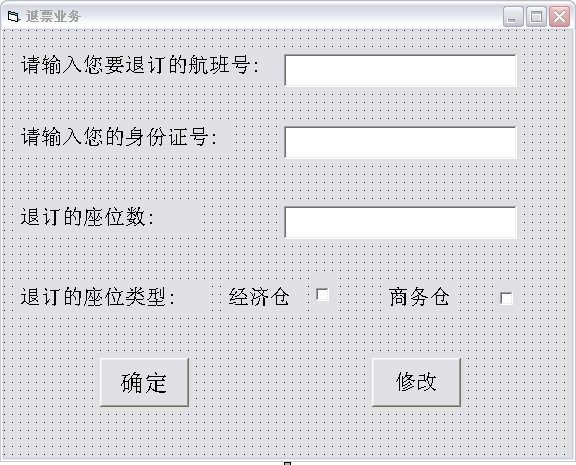 退票业务
请输入您要退订的航班号:
请输入您的身份证号:
退订的座位数:
退订的座位类型: 经济仓 商务仓
确定 修改